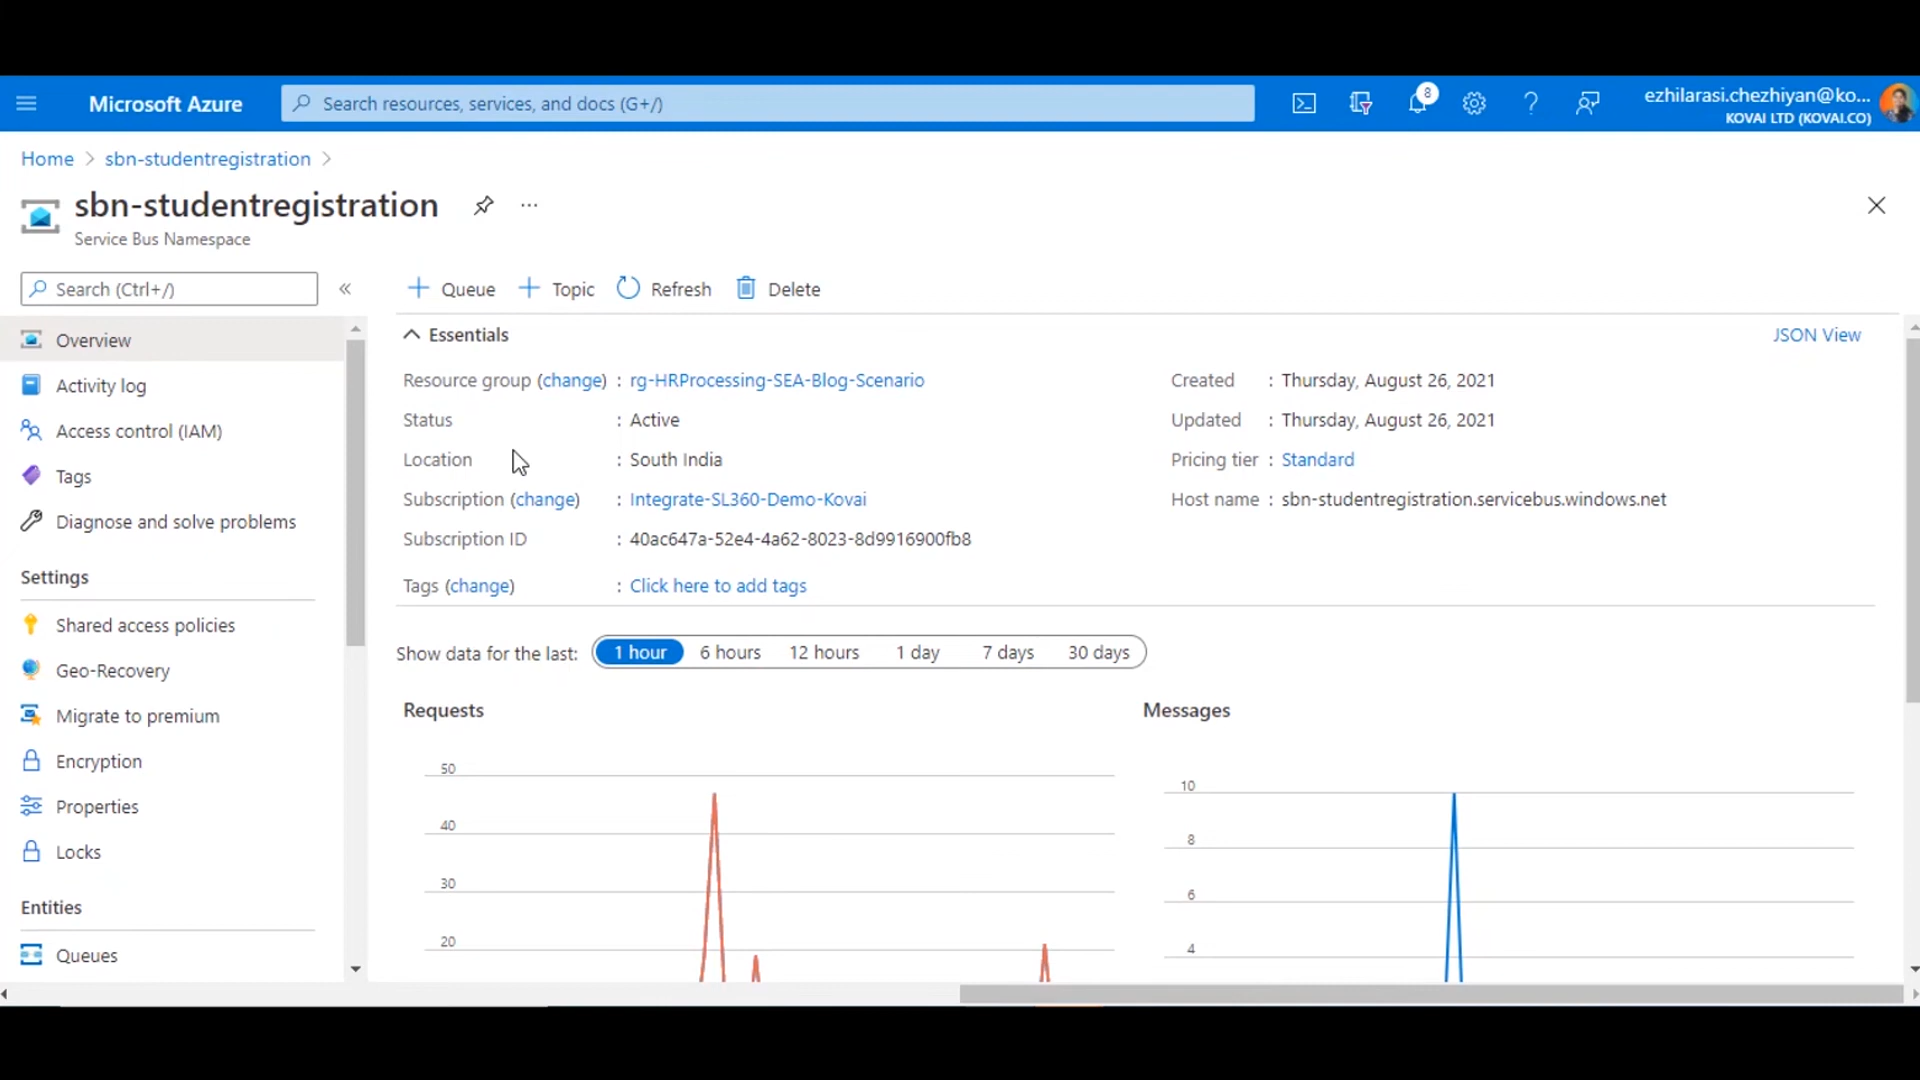 Microsoft Azure
Search resources, services, and docs (G+/)
8
ezhilarasi.chezhiyan@ko...
KOVAI LTD (KOVAI.CO)
Home > sbn-studentregistration >
sbn-studentregistration ...
Service Bus Namespace
Search (Ctrl+/)
«
+ Queue + Topic Refresh Delete
Overview
Activity log
Access control (IAM)
Tags
Diagnose and solve problems
Settings
Shared access policies
Geo-Recovery
Migrate to premium
Encryption
Properties
Locks
Entities
Queues
Essentials
JSON View
Resource group (change) : rg-HRProcessing-SEA-Blog-Scenario
Status : Active
Location : South India
Subscription (change) : Integrate-SL360-Demo-Kovai
Subscription ID : 40ac647a-52e4-4a62-8023-8d9916900fb8
Tags (change) : Click here to add tags
Created : Thursday, August 26, 2021
Updated : Thursday, August 26, 2021
Pricing tier : Standard
Host name : sbn-studentregistration.servicebus.windows.net
Show data for the last: 1 hour 6 hours 12 hours 1 day 7 days 30 days
Requests
50
40
30
20
Messages
10
8
6
4